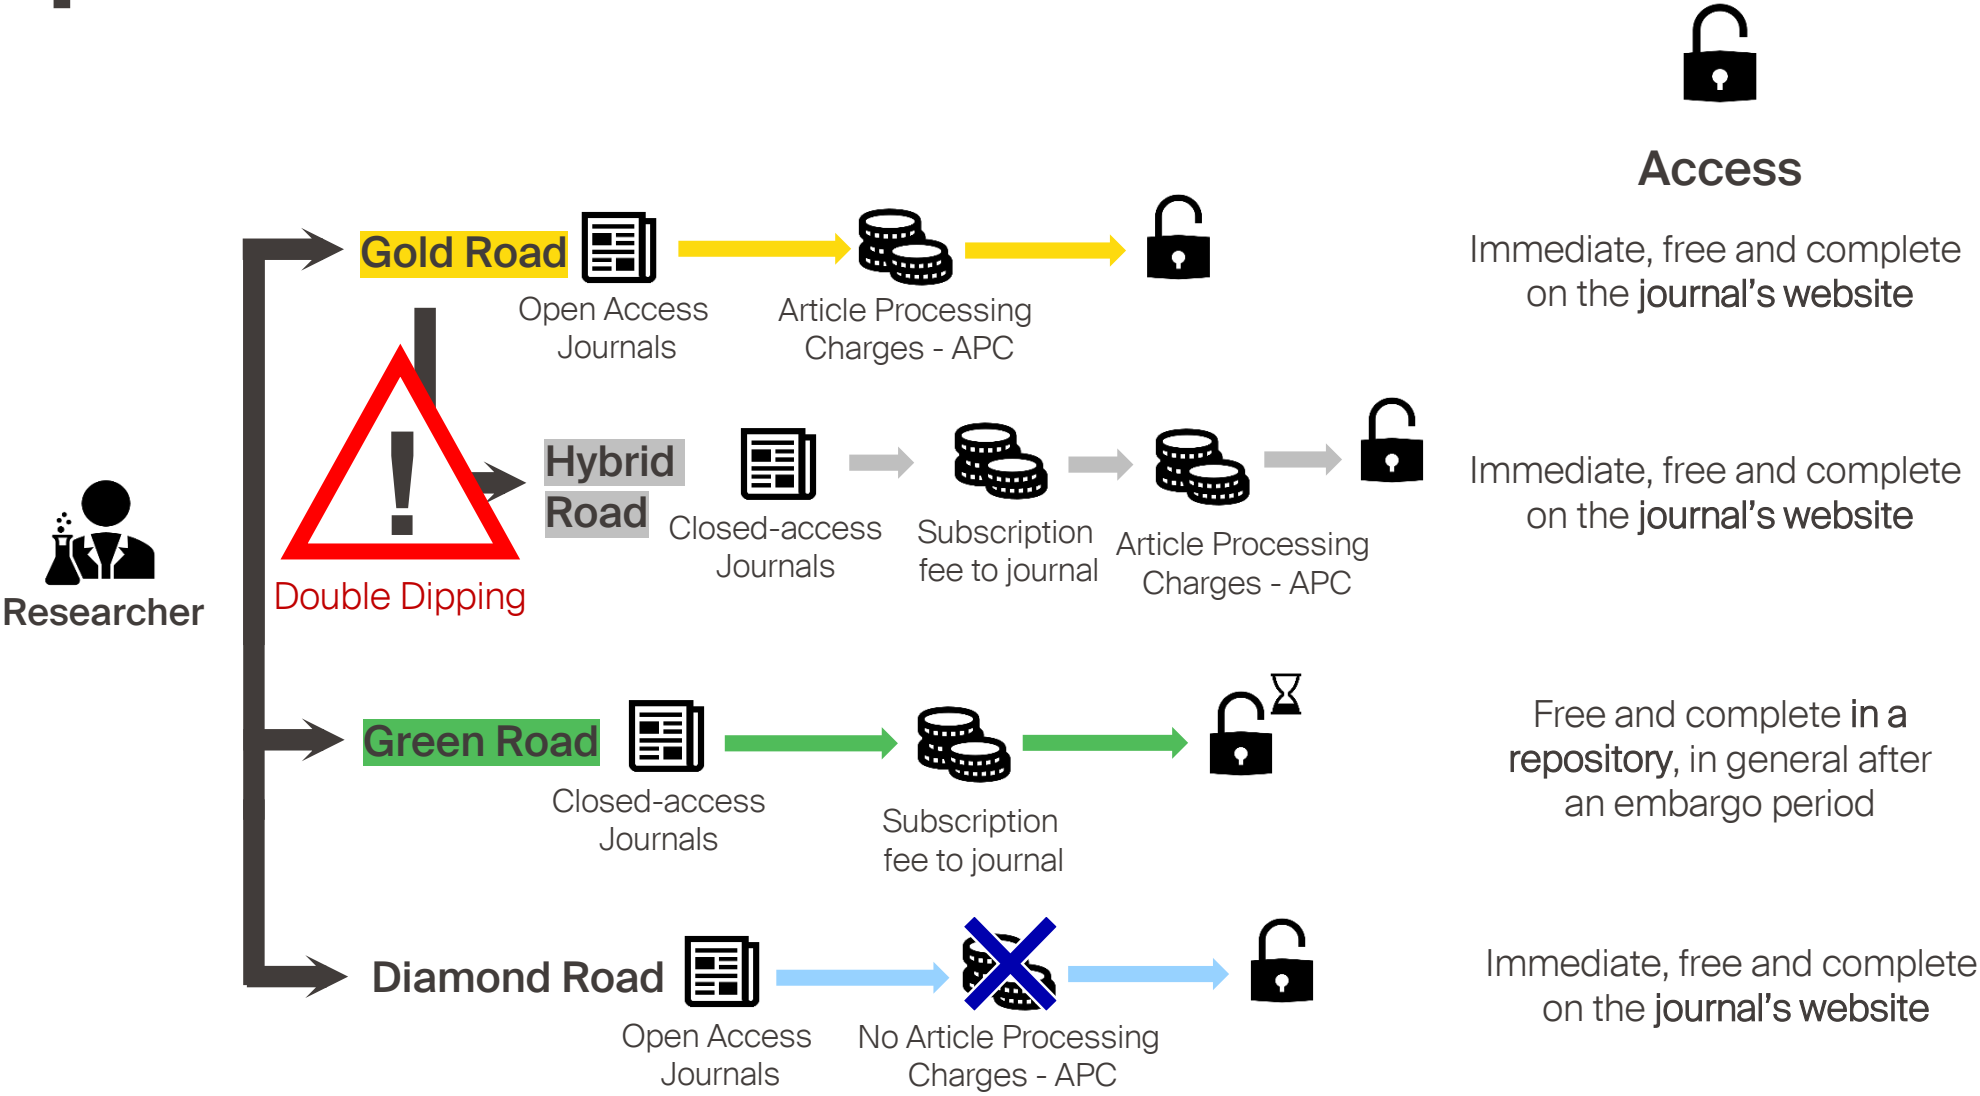 Access
Gold Road
Open Access
Journals
Article Processing
Charges - APC
Immediate, free and complete
on the journal's website
!
Hybrid
Road
Closed-access
Journals
Subscription
fee to journal
Article Processing
Charges - APC
Immediate, free and complete
on the journal's website
Double Dipping
Researcher
Green Road
Closed-access
Journals
Subscription
fee to journal
Free and complete in a
repository, in general after
an embargo period
Diamond Road
Open Access
Journals
No Article Processing
Charges - APC
Immediate, free and complete
on the journal's website